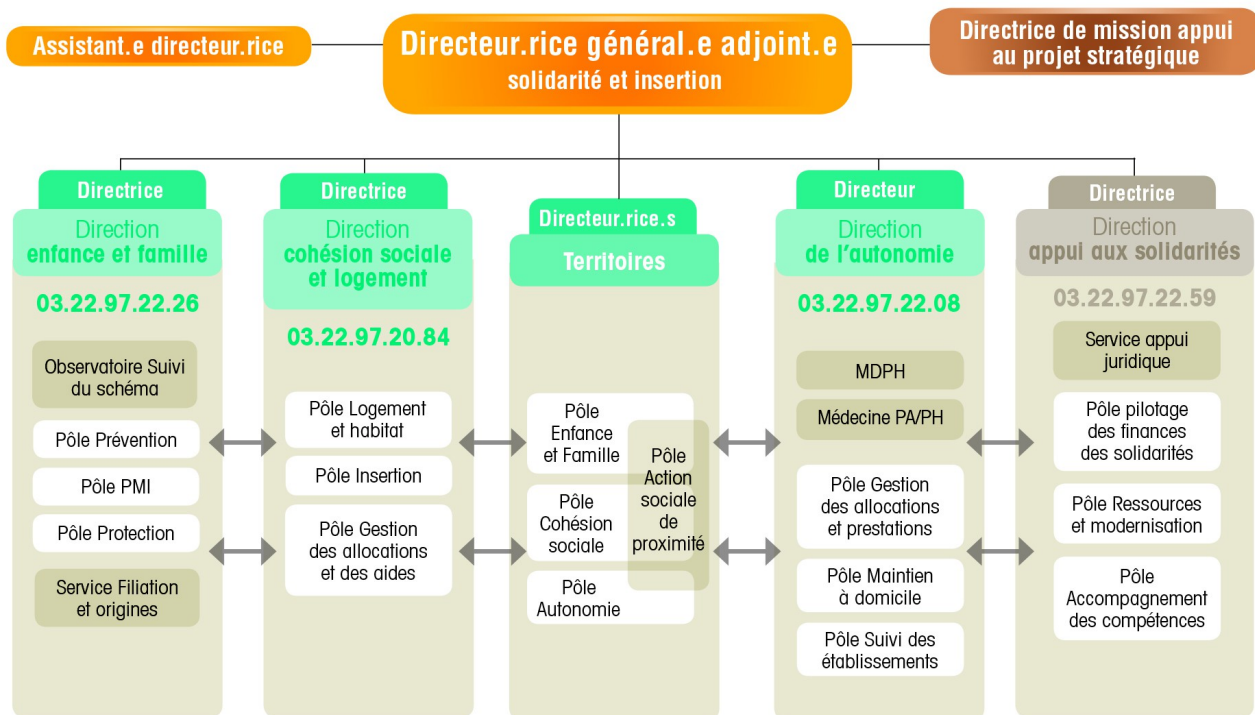 Assistant.e directeur.rice
Directeur.rice général.e adjoint.e
solidarité et insertion
Directrice de mission appui
au projet stratégique
Directrice
Direction
enfance et famille
03.22.97.22.26
Observatoire Suivi
du schéma
Pôle Prévention
Pôle PMI
Pôle Protection
Service Filiation
et origines
Directrice
Direction
cohésion sociale
et logement
03.22.97.20.84
Pôle Logement
et habitat
Pôle Insertion
Pôle Gestion
des allocations
et des aides
Directeur.rice.s
Territoires
Pôle
Enfance
et Famille
Pôle
Cohésion
sociale
Pôle
Autonomie
Pôle
Action
sociale
de
proximité
Directeur
Direction
de l'autonomie
03.22.97.22.08
MDPH
Médecine PA/PH
Pôle Gestion
des allocations
et prestations
Pôle Maintien
à domicile
Pôle Suivi des
établissements
Directrice
Direction
appui aux solidarités
03.22.97.22.59
Service appui
juridique
Pôle pilotage
des finances
des solidarités
Pôle Ressources
et modernisation
Pôle
Accompagnement
des compétences